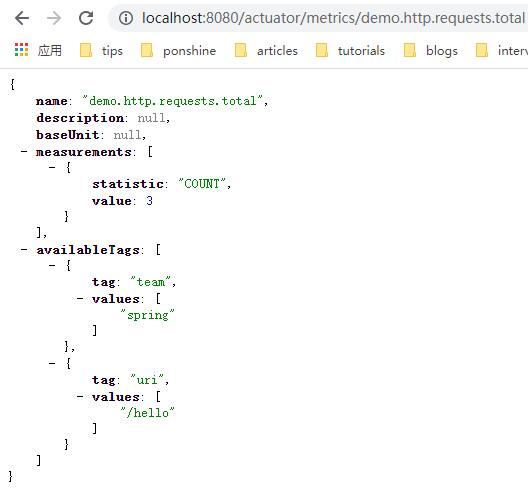 localhost:8080/actuator/metrics/demo.http.requests.total
应用 tips ponshine articles tutorials blogs interv
{
name: "demo.http.requests.total",
description: null,
baseUnit: null,
- measurements: [
- {
statistic: "COUNT",
value: 3
}
],
- availableTags: [
- {
tag: "team",
- values: [
"spring"
]
},
- {
tag: "uri",
- values: [
"/hello"
]
}
]
}